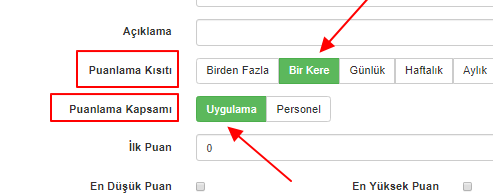 Açıklama
Puanlama Kısıtı Birden Fazla Bir Kere Günlük Haftalık Aylık
Puanlama Kapsamı Uygulama Personel
İlk Puan 0
En Düşük Puan En Yüksek Puan